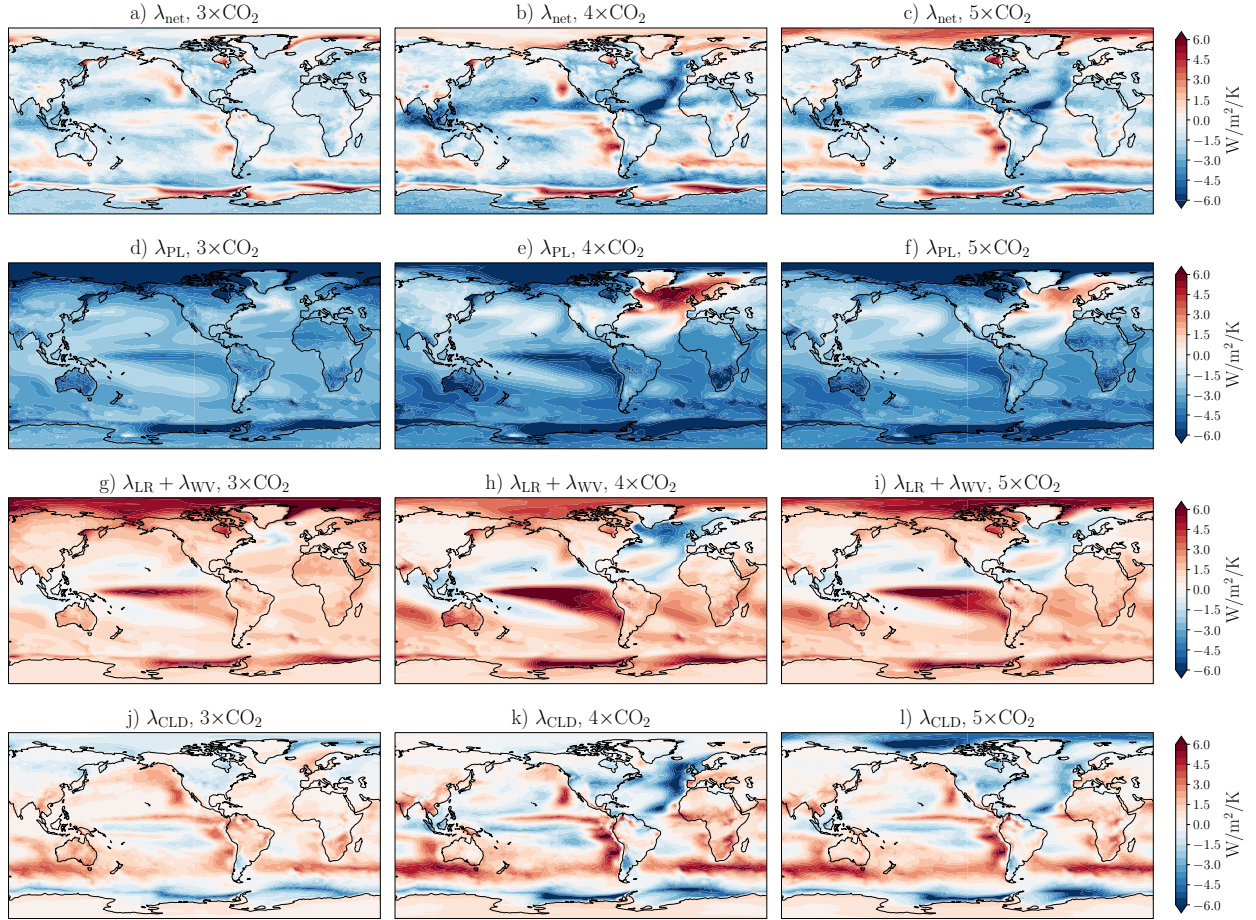 a) λnet, 3×CO2
b) λnet, 4×CO2
c) λnet, 5×CO2
6.0
4.5
3.0
1.5
0.0
−1.5
−3.0
−4.5
−6.0
W/m²/K
d) λPL, 3×CO2
e) λPL, 4×CO2
f) λPL, 5×CO2
6.0
4.5
3.0
1.5
0.0
−1.5
−3.0
−4.5
−6.0
W/m²/K
g) λLR + λWV, 3×CO2
h) λLR + λWV, 4×CO2
i) λLR + λWV, 5×CO2
6.0
4.5
3.0
1.5
0.0
−1.5
−3.0
−4.5
−6.0
W/m²/K
j) λCLD, 3×CO2
k) λCLD, 4×CO2
l) λCLD, 5×CO2
6.0
4.5
3.0
1.5
0.0
−1.5
−3.0
−4.5
−6.0
W/m²/K